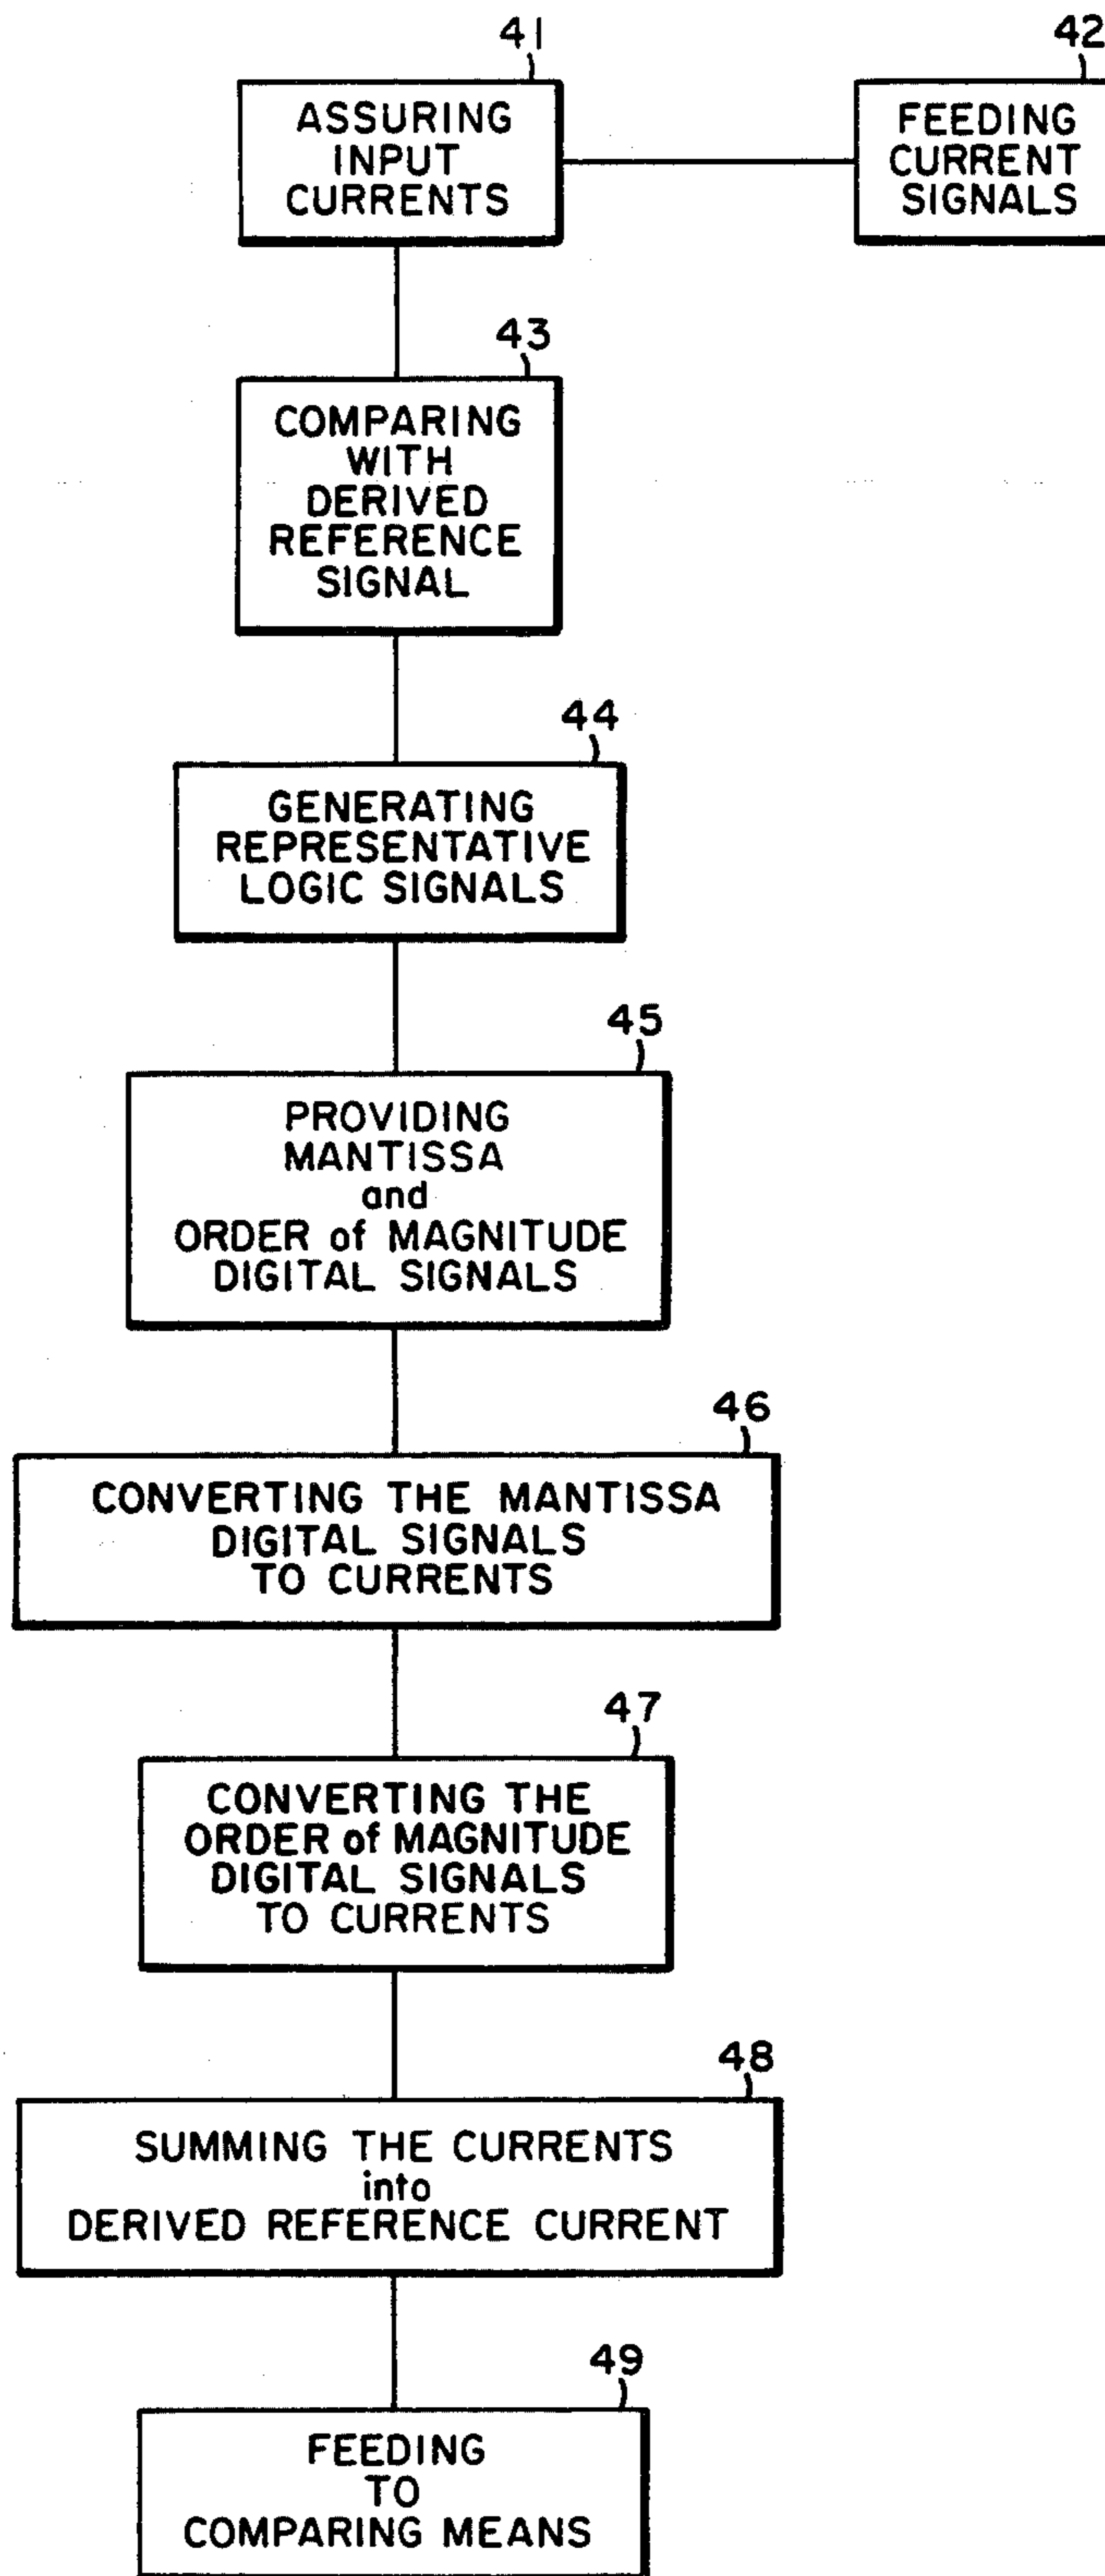 41
ASSURING
INPUT
CURRENTS
42
FEEDING
CURRENT
SIGNALS
43
COMPARING
WITH
DERIVED
REFERENCE
SIGNAL
44
GENERATING
REPRESENTATIVE
LOGIC SIGNALS
45
PROVIDING
MANTISSA
and
ORDER of MAGNITUDE
DIGITAL SIGNALS
46
CONVERTING THE MANTISSA
DIGITAL SIGNALS
TO CURRENTS
47
CONVERTING THE
ORDER of MAGNITUDE
DIGITAL SIGNALS
TO CURRENTS
48
SUMMING THE CURRENTS
into
DERIVED REFERENCE CURRENT
49
FEEDING
TO
COMPARING MEANS